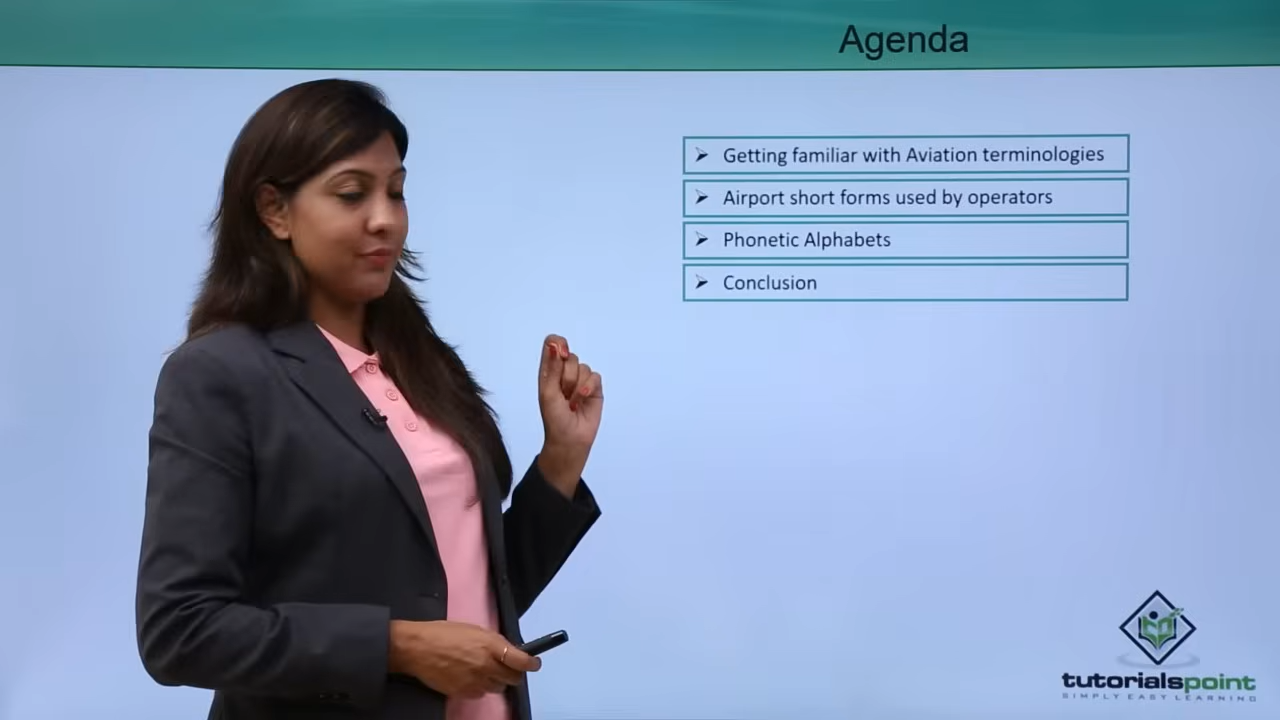 Agenda
➢ Getting familiar with Aviation terminologies
➢ Airport short forms used by operators
➢ Phonetic Alphabets
➢ Conclusion
tutorialspoint
SIMPLY EASY LEARNING